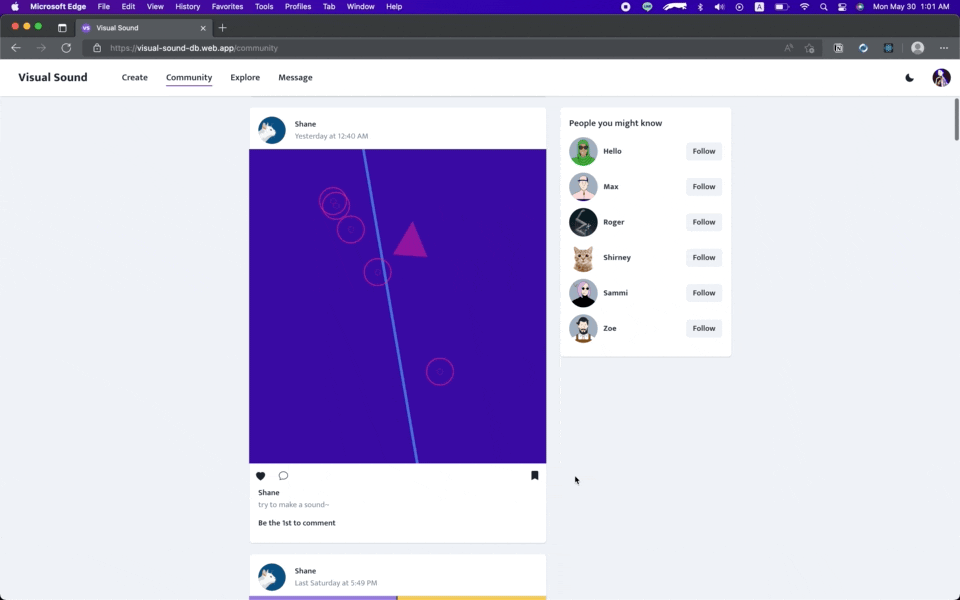 Microsoft Edge File Edit View History Favorites Tools Profiles Tab Window Help A Mon May 30 1:01 AM
VS Visual Sound
https://visual-sound-db.web.app/community
Visual Sound Create Community Explore Message
Shane
Yesterday at 12:40 AM
Shane
try to make a sound~
Be the 1st to comment
Shane
Last Saturday at 5:49 PM
People you might know
Hello Follow
Max Follow
Roger Follow
Shirney Follow
Sammi Follow
Zoe Follow